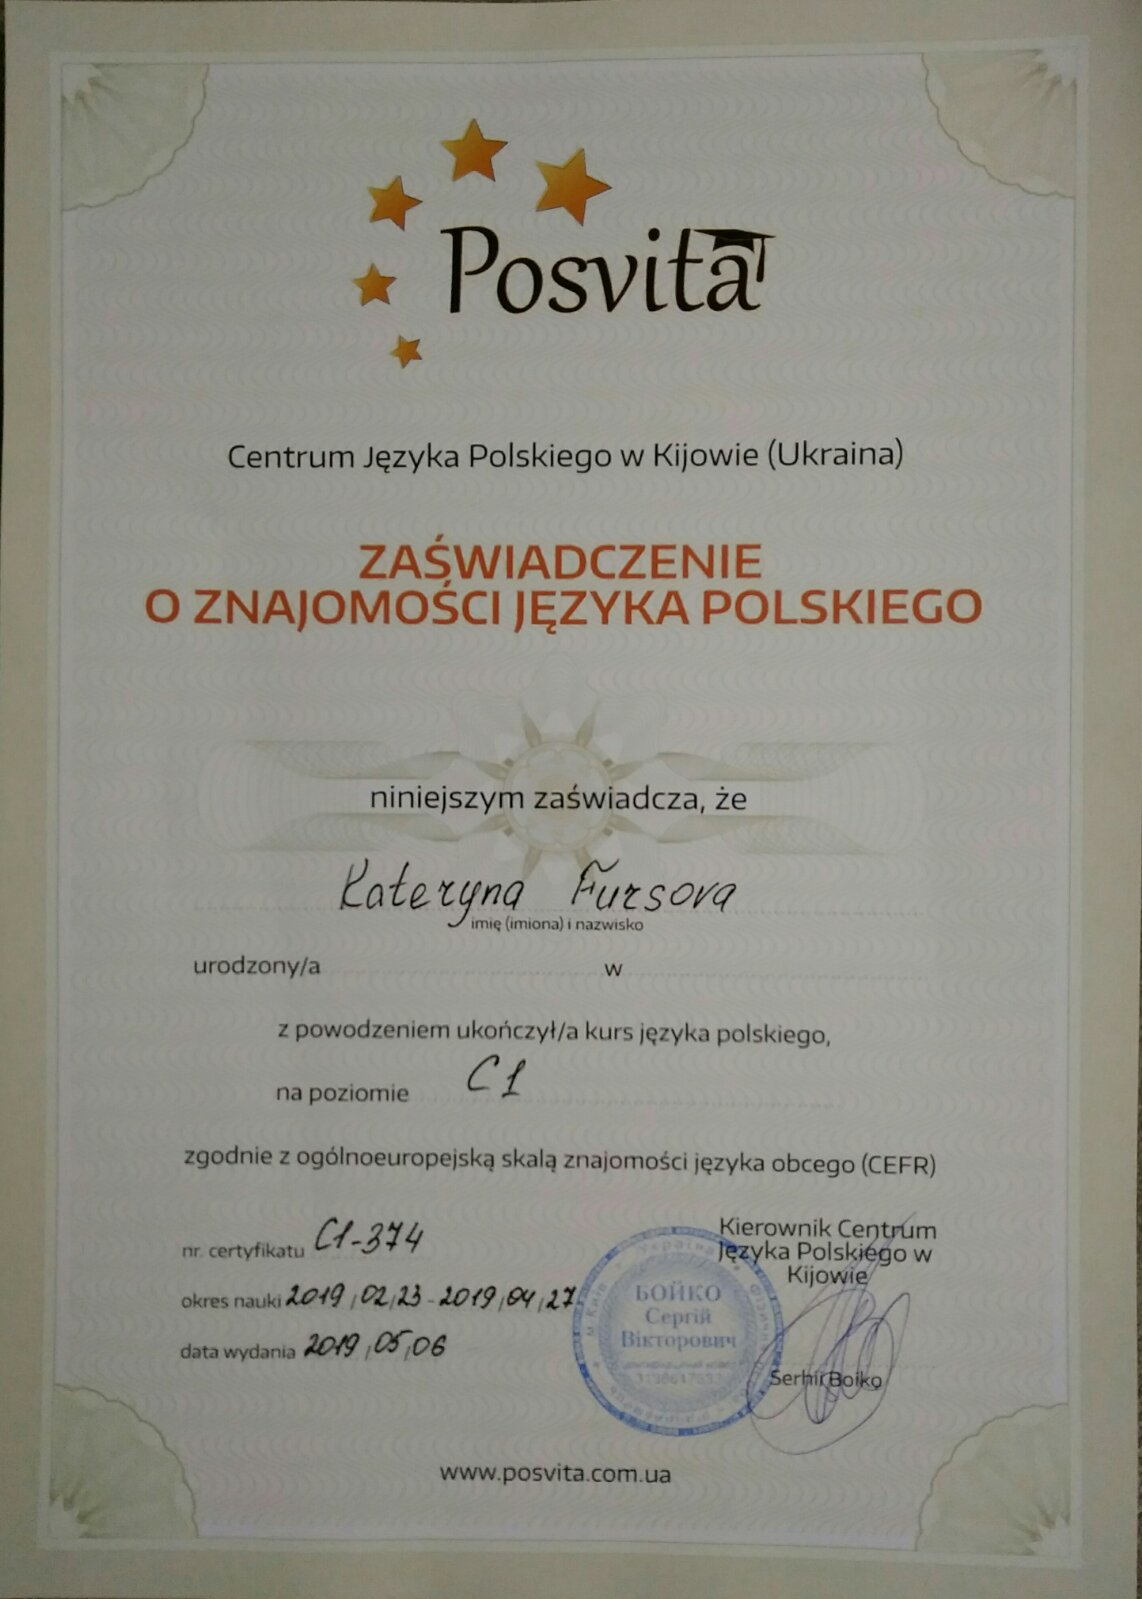 Posvita
Centrum Języka Polskiego w Kijowie (Ukraina)
ZAŚWIADCZENIE
O ZNAJOMOŚCI JĘZYKA POLSKIEGO
niniejszym zaświadcza, że
Kateryna Fursova
imię (imiona) i nazwisko
urodzony/a w
z powodzeniem ukończył/a kurs języka polskiego,
na poziomie C1
zgodnie z ogólnoeuropejską skalą znajomości języka obcego (CEFR)
nr. certyfikatu C1-374
okres nauki 2019,02,23-2019,04,27
data wydania 2019,05,06
Kierownik Centrum
Języka Polskiego w
Kijowie
Україна
м.Київ
БОЙКО
Сергій
Вікторович
Serhii Boiko
www.posvita.com.ua